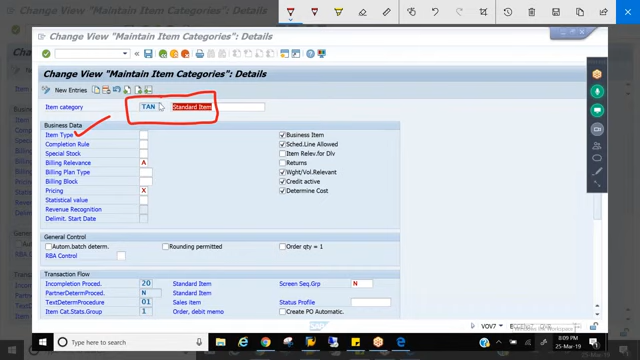 Change View "Maintain Item Categories": Details
Change View "Maintain Item Categories": Details
New Entries
Item category TAN Standard Item
Business Data
Item Type
Business Item
Completion Rule
Sched.Line Allowed
Special Stock
Item Relev.for Dlv
Billing Relevance A
Returns
Billing Plan Type
Wght/Vol.Relevant
Billing Block
Credit active
Pricing X
Determine Cost
Statistical value
Revenue Recognition
Delimit. Start Date
General Control
Autom.batch determ. Rounding permitted Order qty = 1
RBA Control
Transaction Flow
Incompletion Proced. 20 Standard Item Screen Seq.Grp N
PartnerDetermProced. N Standard Item
TextDetermProcedure 01 Sales item Status Profile
Item Cat.Stats.Group 1 Order, debit memo Create PO Automatic.
SAP
VOV7
Type here to search
8:09 PM
25-Mar-19